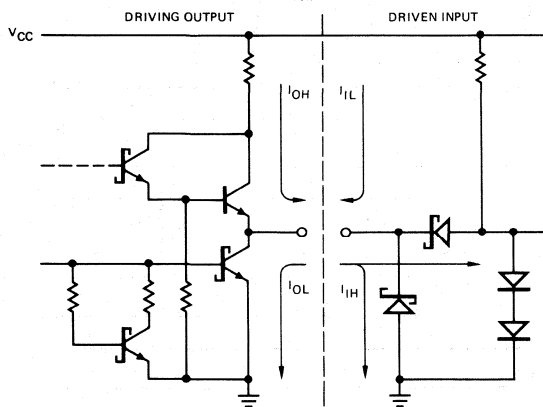 DRIVING OUTPUT
DRIVEN INPUT
VCC
IOH
IIL
IOL
IIH